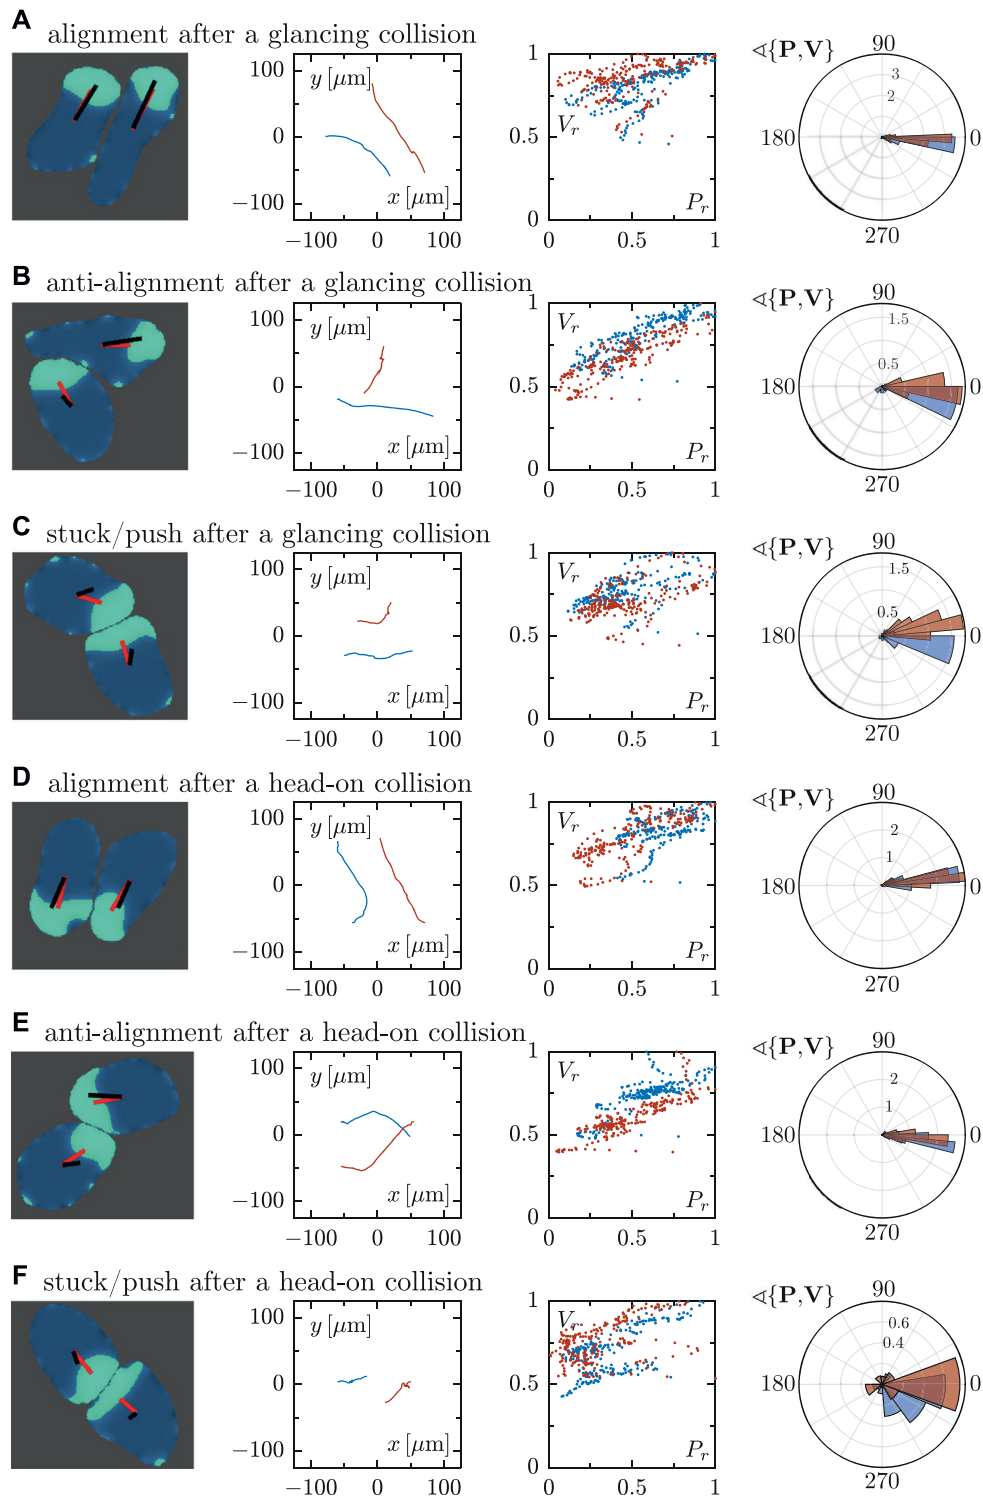 A alignment after a glancing collision
y [μm]
x [μm]
100
0
−100
−100 0 100
V_r
P_r
1
0.5
0
0.5 1
∢{P,V}
90
3
2
180
0
270
B anti-alignment after a glancing collision
y [μm]
x [μm]
100
0
−100
−100 0 100
V_r
P_r
1
0.5
0
0.5 1
∢{P,V}
90
1.5
0.5
180
0
270
C stuck/push after a glancing collision
y [μm]
x [μm]
100
0
−100
−100 0 100
V_r
P_r
1
0.5
0
0.5 1
∢{P,V}
90
1.5
0.5
180
0
270
D alignment after a head-on collision
y [μm]
x [μm]
100
0
−100
−100 0 100
V_r
P_r
1
0.5
0
0.5 1
∢{P,V}
90
2
1
180
0
270
E anti-alignment after a head-on collision
y [μm]
x [μm]
100
0
−100
−100 0 100
V_r
P_r
1
0.5
0
0.5 1
∢{P,V}
90
2
1
180
0
270
F stuck/push after a head-on collision
y [μm]
x [μm]
100
0
−100
−100 0 100
V_r
P_r
1
0.5
0
0.5 1
∢{P,V}
90
0.6
0.4
180
0
270